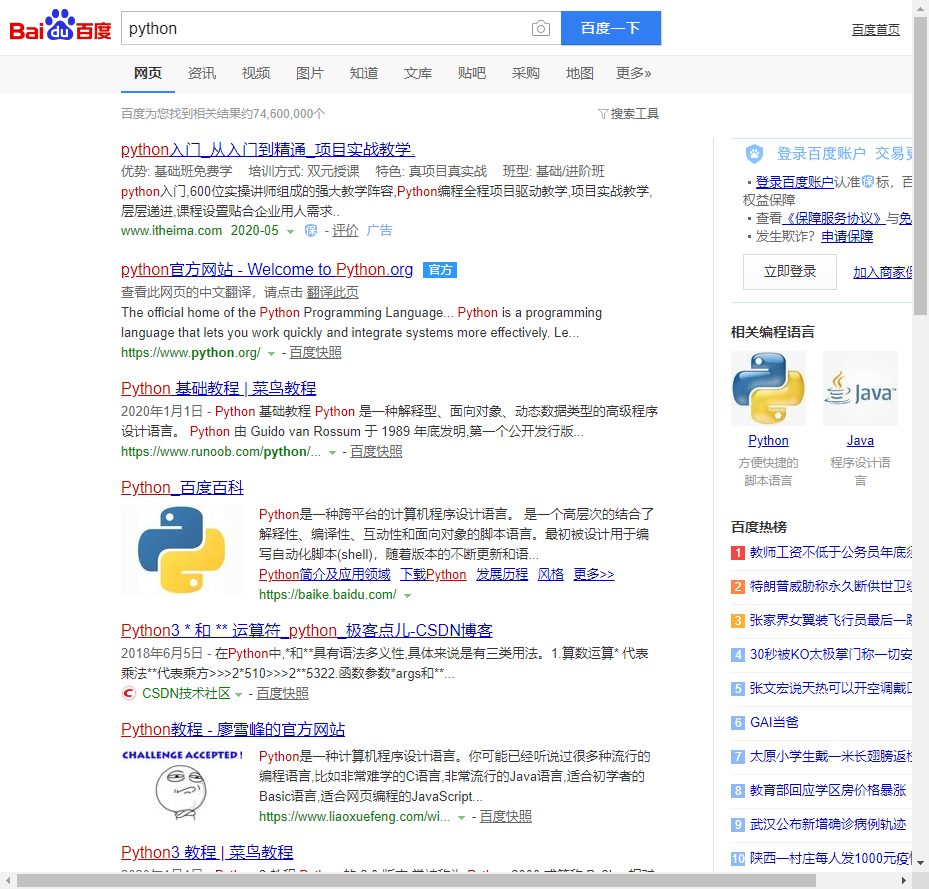 Bai du 百度
python
百度一下
百度首页
网页 资讯 视频 图片 知道 文库 贴吧 采购 地图 更多»
百度为您找到相关结果约74,600,000个
搜索工具
python入门_从入门到精通_项目实战教学.
优势: 基础班免费学 培训方式: 双元授课 特色: 真项目真实战 班型: 基础/进阶班
python入门,600位实操讲师组成的强大教学阵容,Python编程全程项目驱动教学,项目实战教学,
层层递进,课程设置贴合企业用人需求..
www.itheima.com 2020-05 保 - 评价 广告
python官方网站 - Welcome to Python.org 官方
查看此网页的中文翻译，请点击 翻译此页
The official home of the Python Programming Language... Python is a programming
language that lets you work quickly and integrate systems more effectively. Le...
https://www.python.org/ - 百度快照
Python 基础教程 | 菜鸟教程
2020年1月1日 - Python 基础教程 Python 是一种解释型、面向对象、动态数据类型的高级程序
设计语言。 Python 由 Guido van Rossum 于 1989 年底发明,第一个公开发行版...
https://www.runoob.com/python/... - 百度快照
Python_百度百科
Python是一种跨平台的计算机程序设计语言。 是一个高层次的结合了
解释性、编译性、互动性和面向对象的脚本语言。最初被设计用于编
写自动化脚本(shell)，随着版本的不断更新和语...
Python简介及应用领域 下载Python 发展历程 风格 更多>>
https://baike.baidu.com/
Python3 * 和 ** 运算符_python_极客点儿-CSDN博客
2018年6月5日 - 在Python中,*和**具有语法多义性,具体来说是有三类用法。1.算数运算* 代表
乘法**代表乘方>>>2*510>>>2**5322.函数参数*args和**...
C CSDN技术社区 - 百度快照
Python教程 - 廖雪峰的官方网站
CHALLENGE ACCEPTED!
Python是一种计算机程序设计语言。你可能已经听说过很多种流行的
编程语言,比如非常难学的C语言,非常流行的Java语言,适合初学者的
Basic语言,适合网页编程的JavaScript...
https://www.liaoxuefeng.com/wi... - 百度快照
Python3 教程 | 菜鸟教程
登录百度账户 交易更
登录百度账户认准保标，百
权益保障
查看《保障服务协议》与免
发生欺诈？申请保障
立即登录 加入商家保
相关编程语言
Java
Python Java
方便快捷的 程序设计语
脚本语言 言
百度热榜
1 教师工资不低于公务员年底
2 特朗普威胁称永久断供世卫
3 张家界女翼装飞行员最后一
4 30秒被KO太极掌门称一切安
5 张文宏说天热可以开空调戴口
6 GAI当爸
7 太原小学生戴一米长翅膀返校
8 教育部回应学区房价格暴涨
9 武汉公布新增确诊病例轨迹
10 陕西一村庄每人发1000元疫情